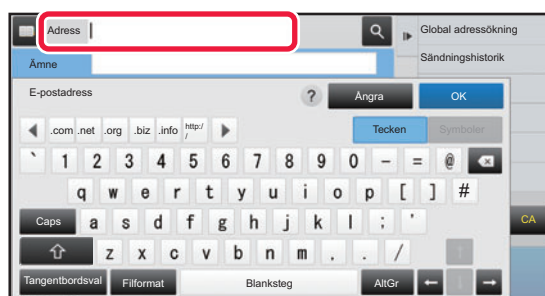 Adress
Global adressökning
Ämne
Sändningshistorik
E-postadress
?
Ångra
OK
.com .net .org .biz .info http://
Tecken
Symboler
` 1 2 3 4 5 6 7 8 9 0 - = @
q w e r t y u i o p [ ] #
Caps a s d f g h j k l ; '
CA
z x c v b n m , . /
Tangentbordsval
Filformat
Blanksteg
AltGr